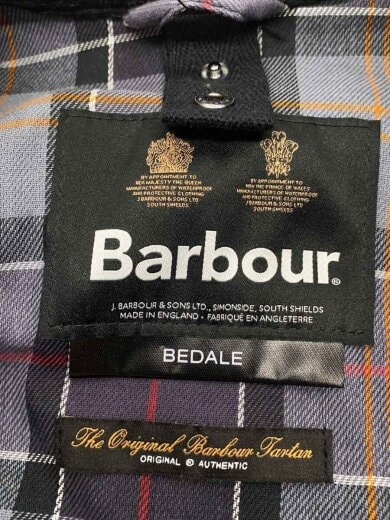 BY APPOINTMENT TO
HER MAJESTY THE QUEEN
MANUFACTURERS OF WATERPROOF
AND PROTECTIVE CLOTHING
J.BARBOUR & SONS LTD
SOUTH SHIELDS
BY APPOINTMENT TO
HRH THE PRINCE OF WALES
MANUFACTURERS OF WATERPROOF
AND PROTECTIVE CLOTHING
J.BARBOUR & SONS LTD
SOUTH SHIELDS
Barbour®
J. BARBOUR & SONS LTD., SIMONSIDE, SOUTH SHIELDS
MADE IN ENGLAND • FABRIQUÉ EN ANGLETERRE
BEDALE
The Original Barbour Tartan
ORIGINAL ® AUTHENTIC